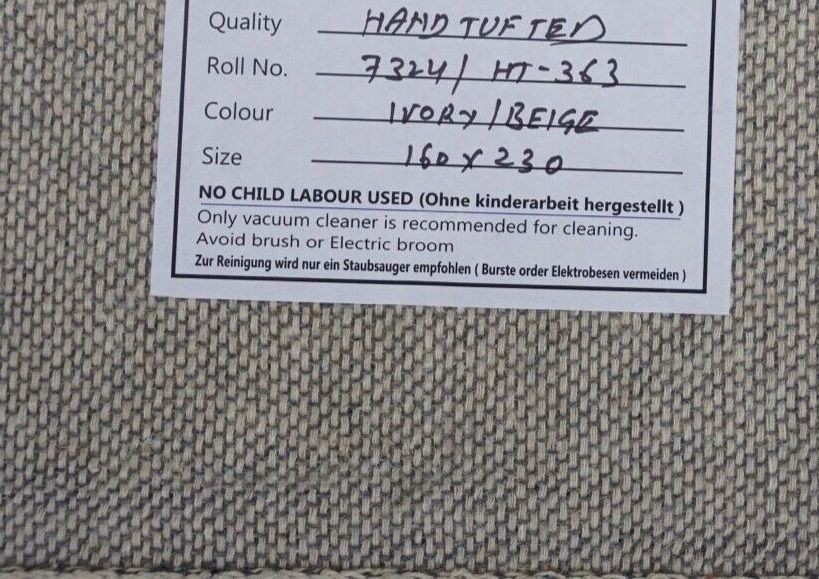 Quality HAND TUFTED
Roll No. 7324/ HT-363
Colour IVORY/BEIGE
Size 160 X 230
NO CHILD LABOUR USED (Ohne kinderarbeit hergestellt )
Only vacuum cleaner is recommended for cleaning.
Avoid brush or Electric broom
Zur Reinigung wird nur ein Staubsauger empfohlen ( Burste order Elektrobesen vermeiden )